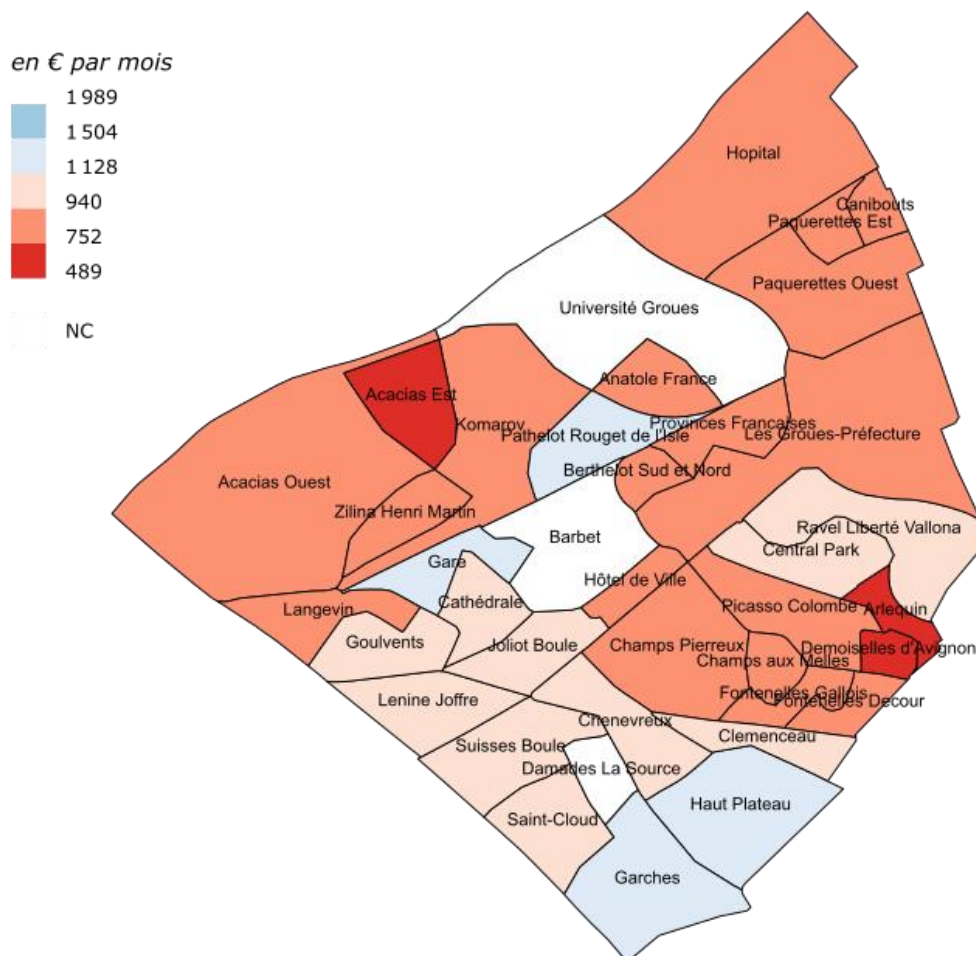 en € par mois
1 989
1 504
1 128
940
752
489
NC
Hopital
Canibouts
Paquerettes Est
Paquerettes Ouest
Université Groues
Anatole France
Acacias Est
Komarov
Provinces Francaises
Pathelot Rouget de l'Isle
Les Groues-Préfecture
Berthelot Sud et Nord
Acacias Ouest
Zilina Henri Martin
Ravel Liberté Vallona
Barbet
Central Park
Gare
Hôtel de Ville
Cathédrale
Langevin
Picasso Colombe
Arlequin
Goulvents
Joliot Boule
Champs Pierreux
Demoiselles d'Avignon
Champs aux Melles
Lenine Joffre
Fontenelles Gallois
Fontenelles Decour
Chenevreux
Clemenceau
Suisses Boule
Damades La Source
Haut Plateau
Saint-Cloud
Garches